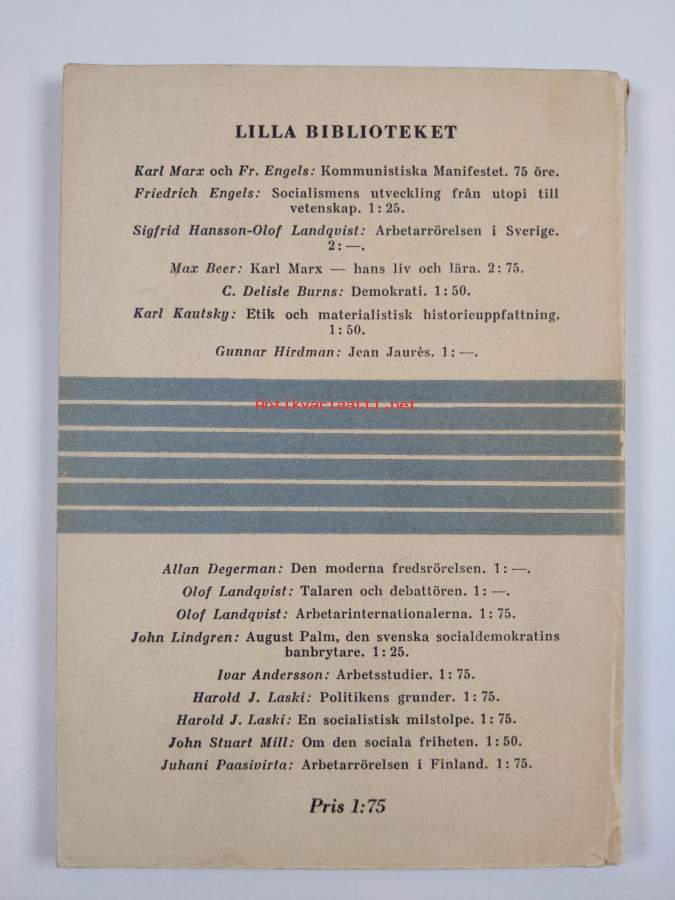 LILLA BIBLIOTEKET
Karl Marx och Fr. Engels: Kommunistiska Manifestet. 75 öre.
Friedrich Engels: Socialismens utveckling från utopi till
vetenskap. 1:25.
Sigfrid Hansson-Olof Landqvist: Arbetarrörelsen i Sverige.
2:—.
Max Beer: Karl Marx — hans liv och lära. 2:75.
C. Delisle Burns: Demokrati. 1:50.
Karl Kautsky: Etik och materialistisk historieuppfattning.
1:50.
Gunnar Hirdman: Jean Jaurès. 1:—.
Antikvariaatti.net
Allan Degerman: Den moderna fredsrörelsen. 1:—.
Olof Landqvist: Talaren och debattören. 1:—.
Olof Landqvist: Arbetarinternationalerna. 1:75.
John Lindgren: August Palm, den svenska socialdemokratins
banbrytare. 1:25.
Ivar Andersson: Arbetsstudier. 1:75.
Harold J. Laski: Politikens grunder. 1:75.
Harold J. Laski: En socialistisk milstolpe. 1:75.
John Stuart Mill: Om den sociala friheten. 1:50.
Juhani Paasivirta: Arbetarrörelsen i Finland. 1:75.
Pris 1:75